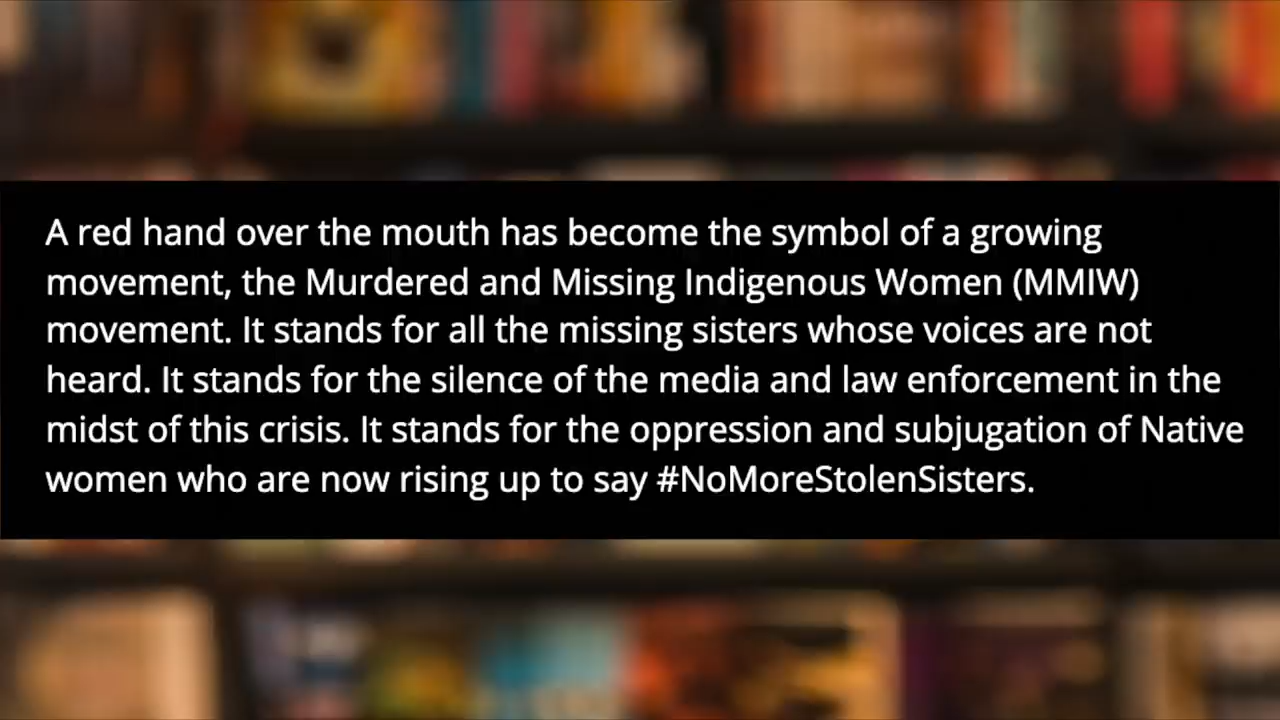 A red hand over the mouth has become the symbol of a growing
movement, the Murdered and Missing Indigenous Women (MMIW)
movement. It stands for all the missing sisters whose voices are not
heard. It stands for the silence of the media and law enforcement in the
midst of this crisis. It stands for the oppression and subjugation of Native
women who are now rising up to say #NoMoreStolenSisters.